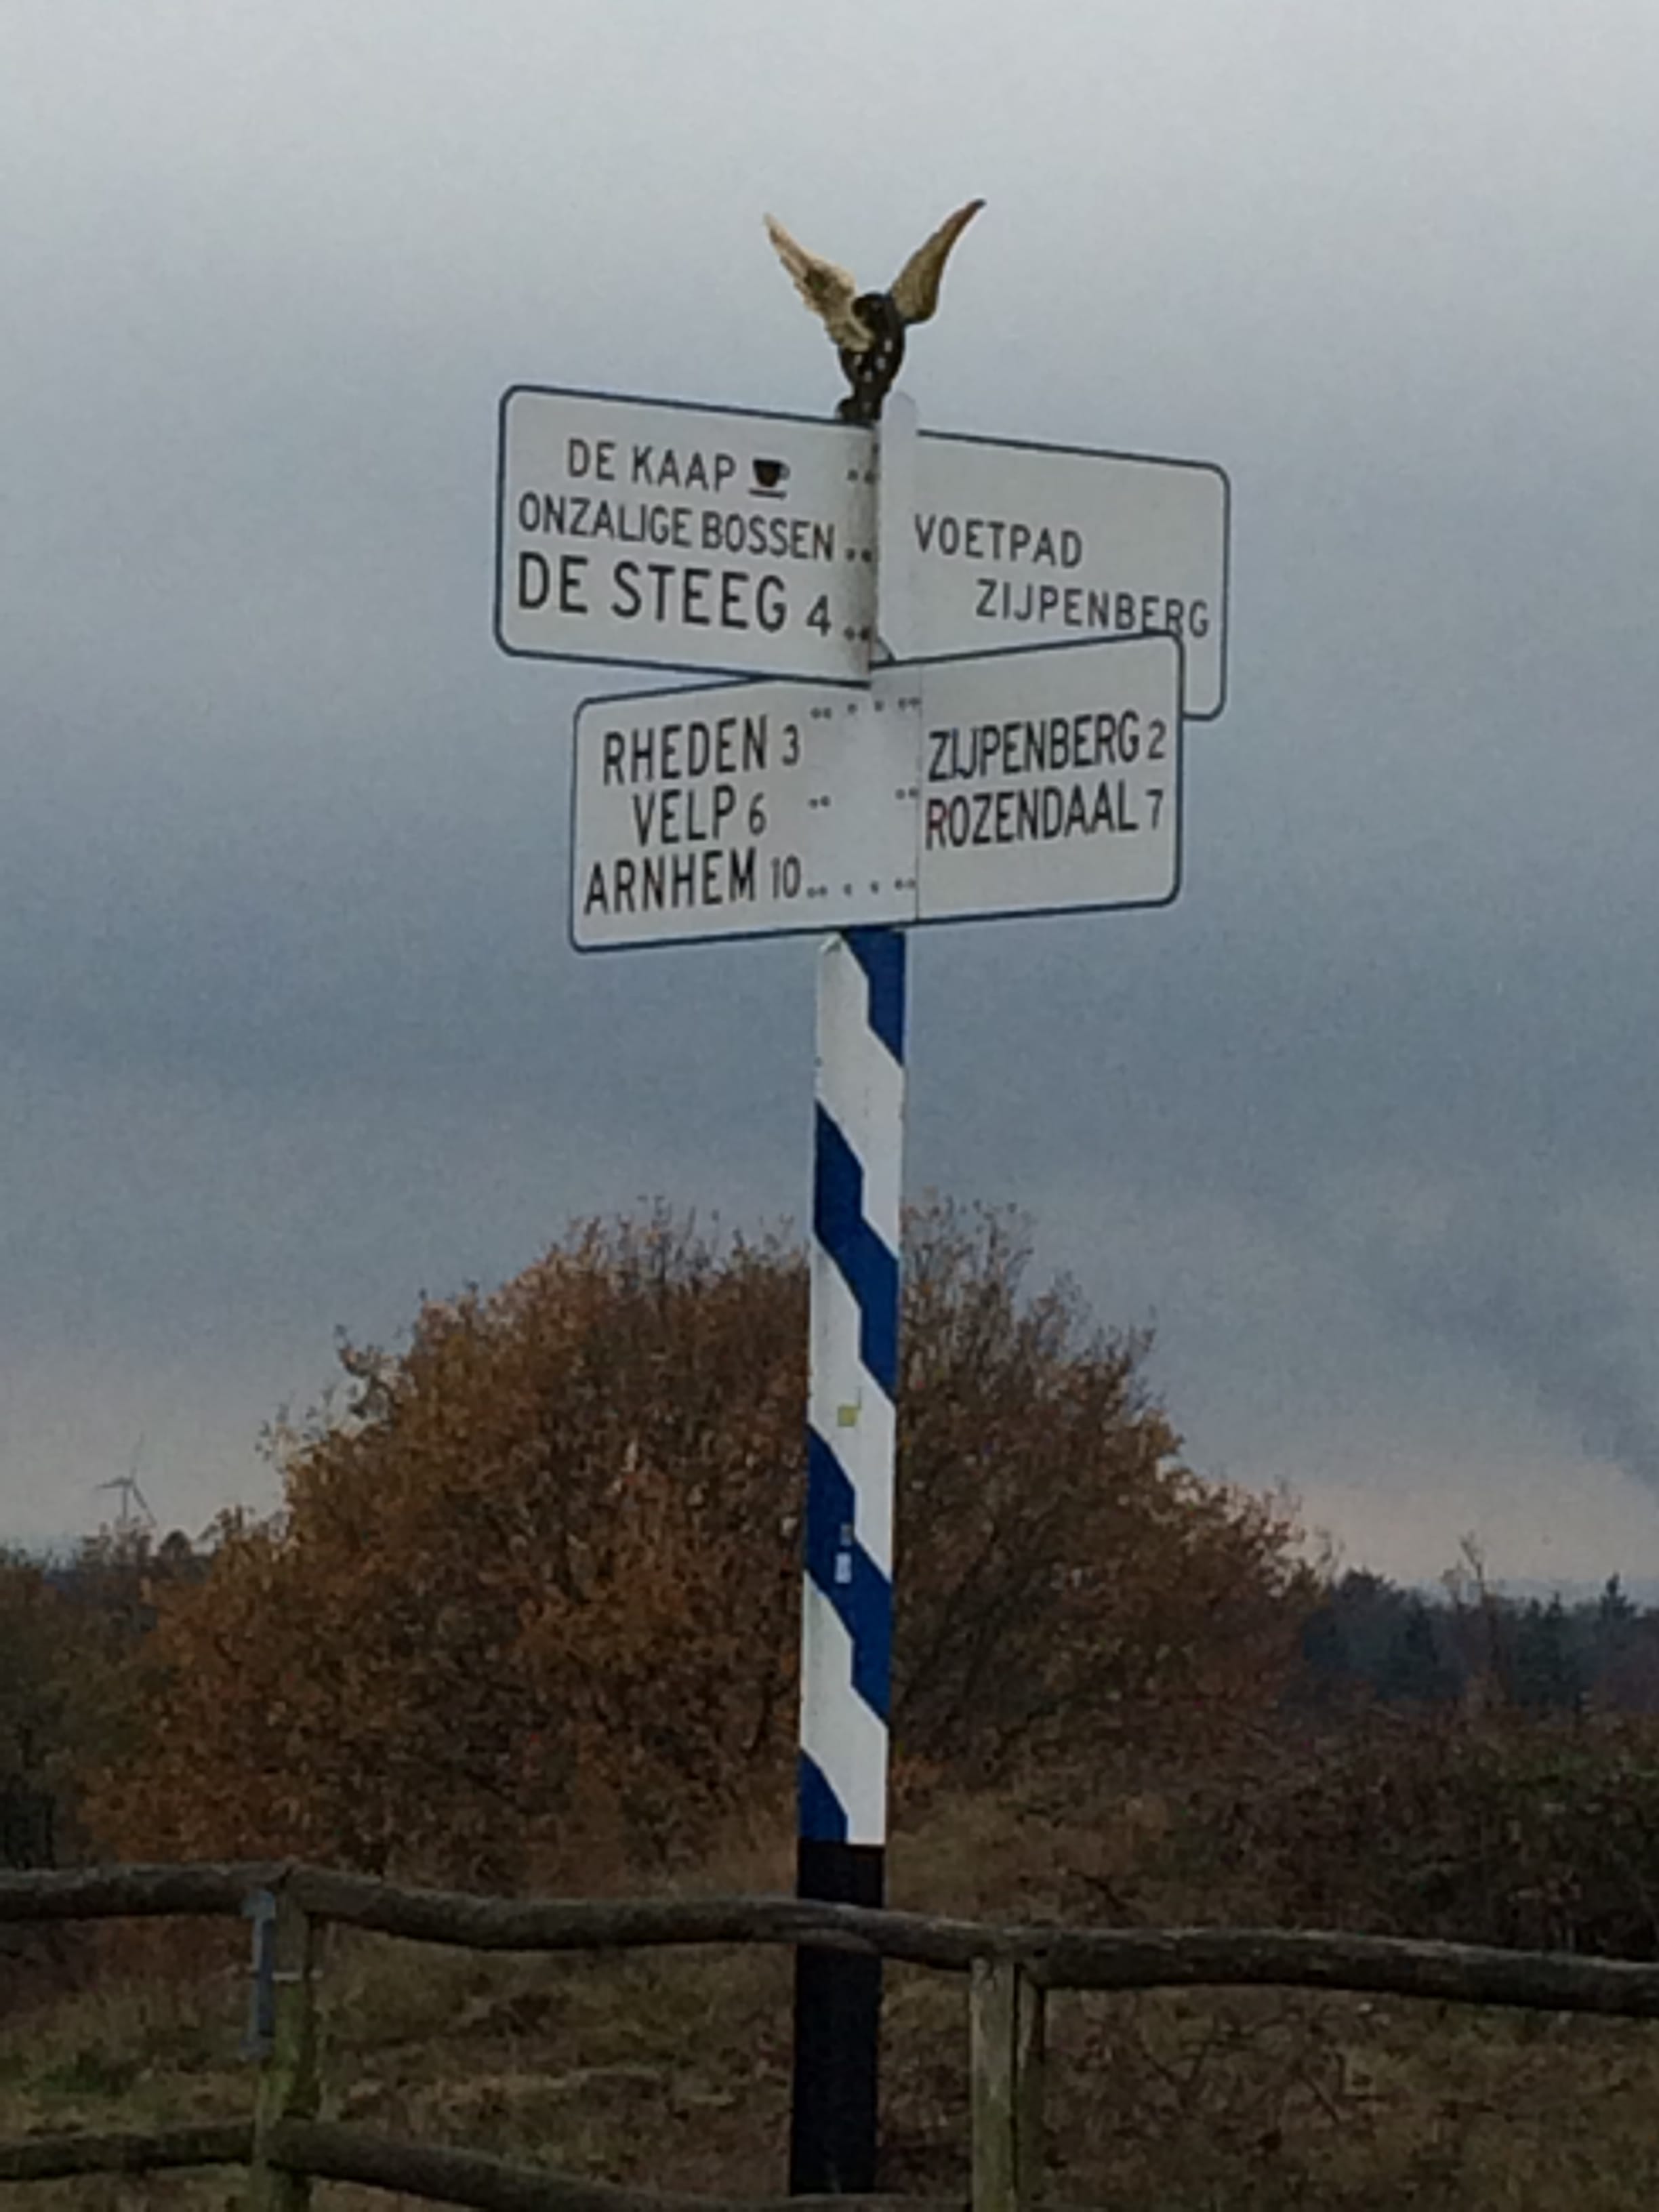 DE KAAP
ONZALIGE BOSSEN
DE STEEG 4
VOETPAD
ZIJPENBERG
RHEDEN 3
VELP 6
ARNHEM 10
ZIJPENBERG 2
ROZENDAAL 7